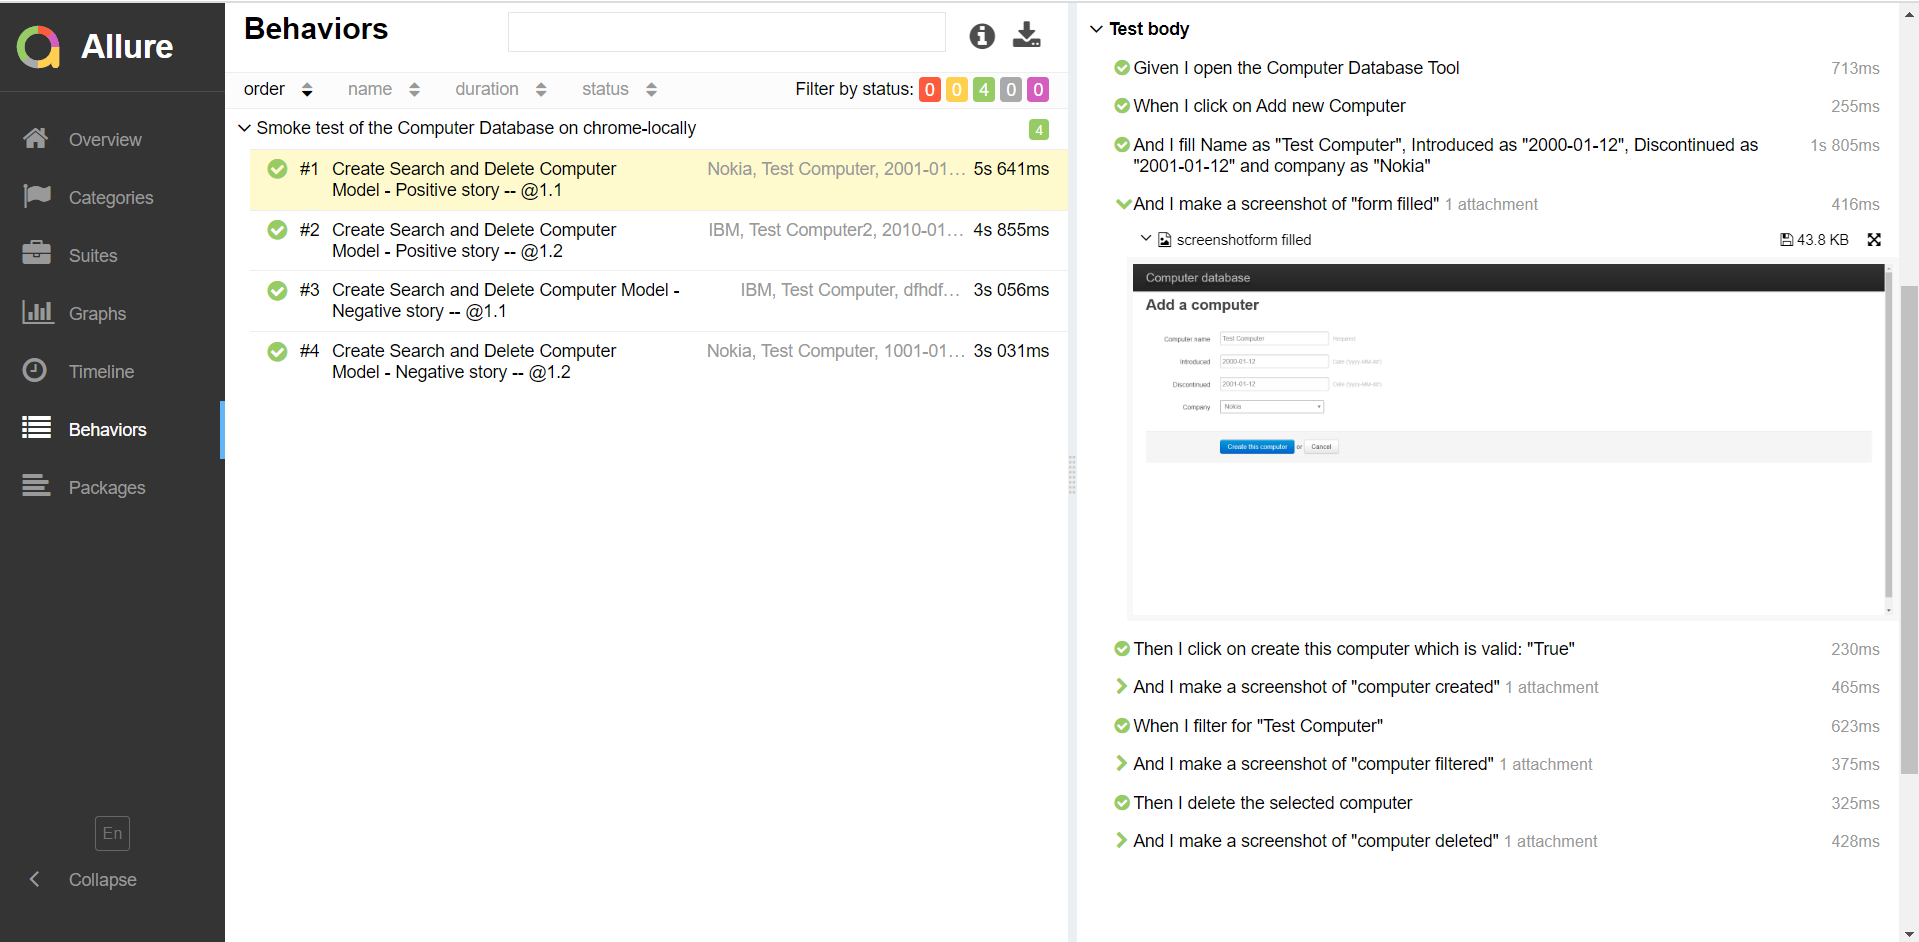 Allure
Overview
Categories
Suites
Graphs
Timeline
Behaviors
Packages
En
Collapse
Behaviors
order name duration status Filter by status: 0 0 4 0 0
Smoke test of the Computer Database on chrome-locally 4
#1 Create Search and Delete Computer Nokia, Test Computer, 2001-01... 5s 641ms
Model - Positive story -- @1.1
#2 Create Search and Delete Computer IBM, Test Computer2, 2010-01... 4s 855ms
Model - Positive story -- @1.2
#3 Create Search and Delete Computer Model - IBM, Test Computer, dfhdf... 3s 056ms
Negative story -- @1.1
#4 Create Search and Delete Computer Nokia, Test Computer, 1001-01... 3s 031ms
Model - Negative story -- @1.2
Test body
Given I open the Computer Database Tool 713ms
When I click on Add new Computer 255ms
And I fill Name as "Test Computer", Introduced as "2000-01-12", Discontinued as 1s 805ms
"2001-01-12" and company as "Nokia"
And I make a screenshot of "form filled" 1 attachment 416ms
screenshotform filled 43.8 KB
Computer database
Add a computer
Computer name Test Computer Required
Introduced 2000-01-12 Date (yyyy-MM-dd)
Discontinued 2001-01-12 Date (yyyy-MM-dd)
Company Nokia
Create this computer or Cancel
Then I click on create this computer which is valid: "True" 230ms
And I make a screenshot of "computer created" 1 attachment 465ms
When I filter for "Test Computer" 623ms
And I make a screenshot of "computer filtered" 1 attachment 375ms
Then I delete the selected computer 325ms
And I make a screenshot of "computer deleted" 1 attachment 428ms